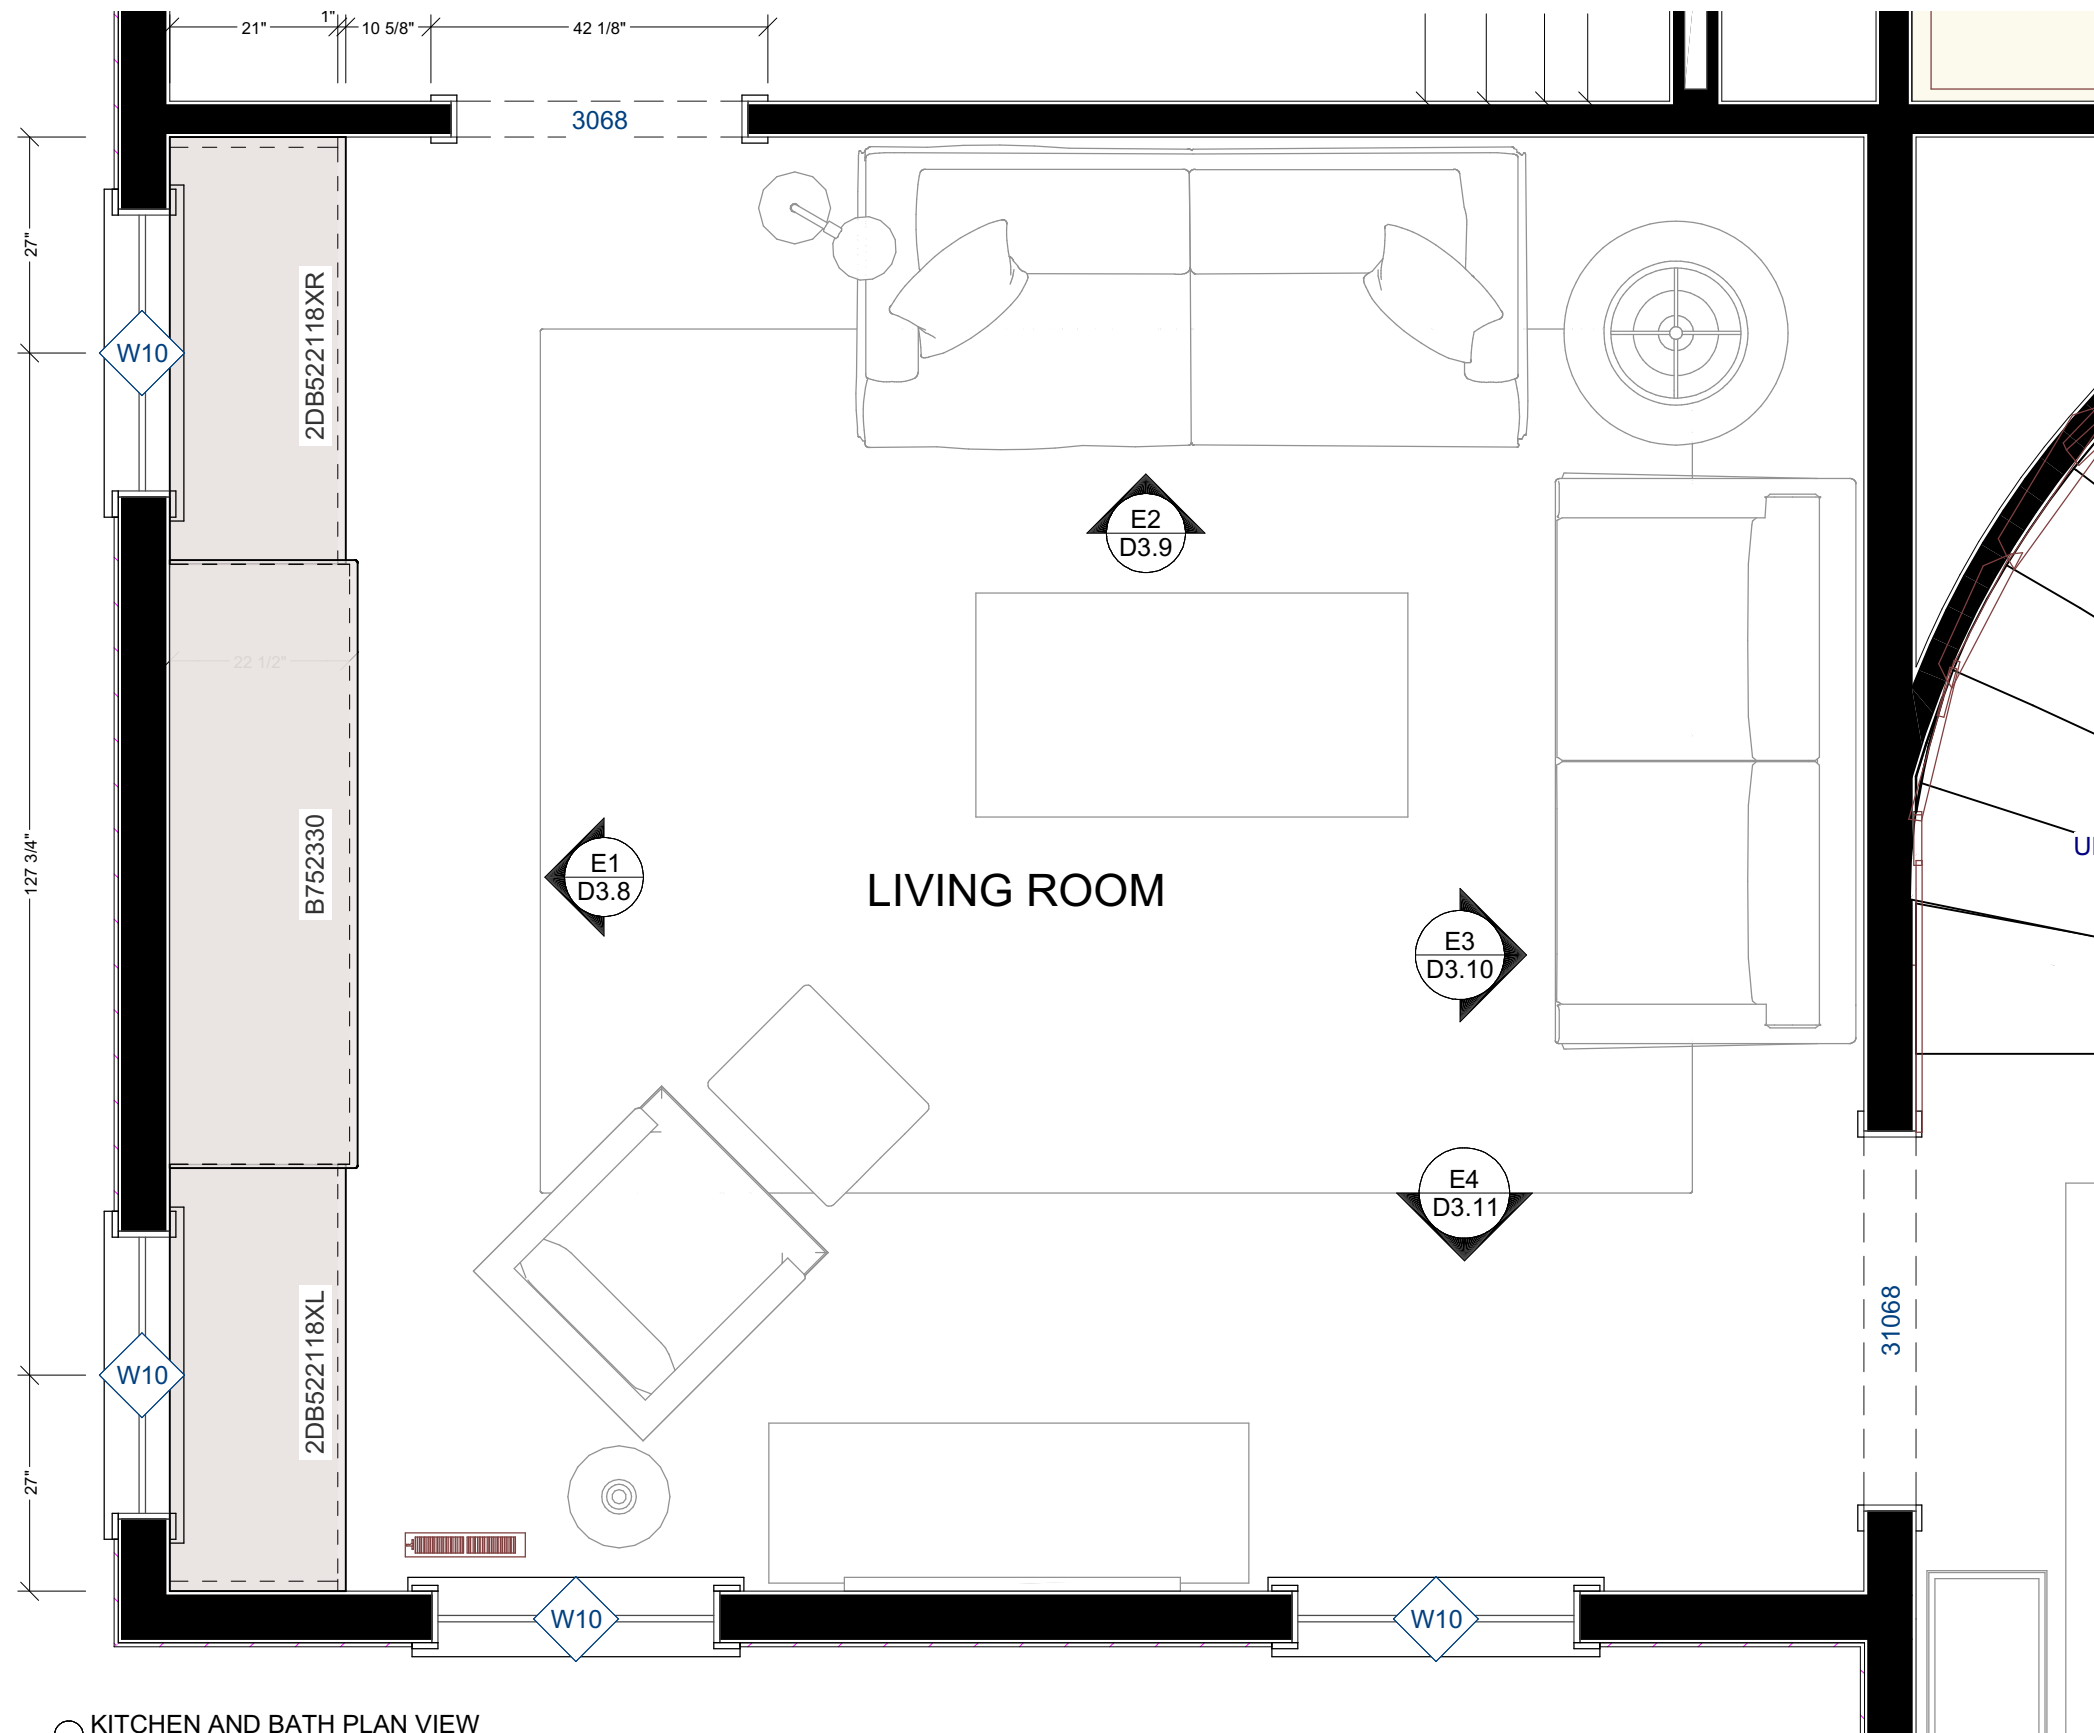 21"
1"
10 5/8"
42 1/8"
3068
27"
2DB522118XR
W10
E2
D3.9
22 1/2"
127 3/4"
B752330
E1
D3.8
LIVING ROOM
E3
D3.10
E4
D3.11
31068
2DB522118XL
W10
27"
W10
W10
KITCHEN AND BATH PLAN VIEW